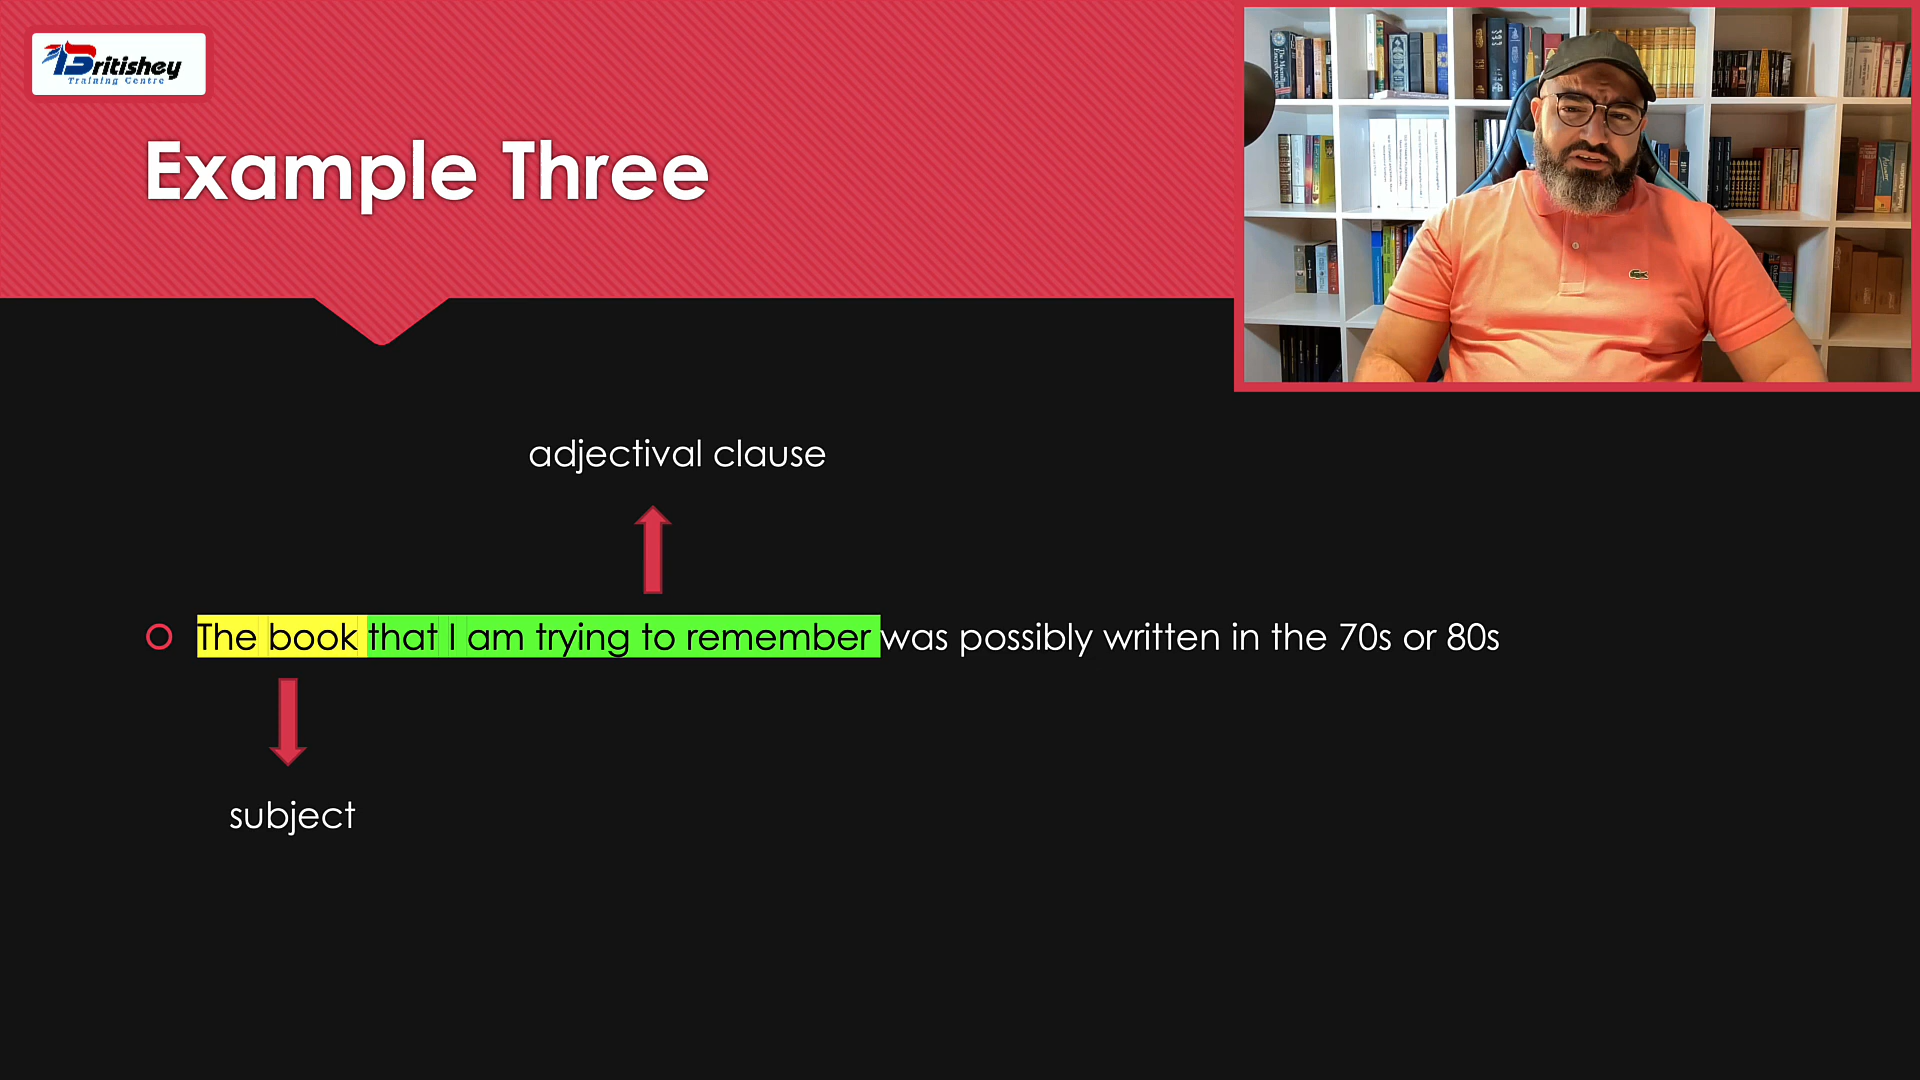 Britishey
Training Centre
Example Three
adjectival clause
The book that I am trying to remember was possibly written in the 70s or 80s
subject